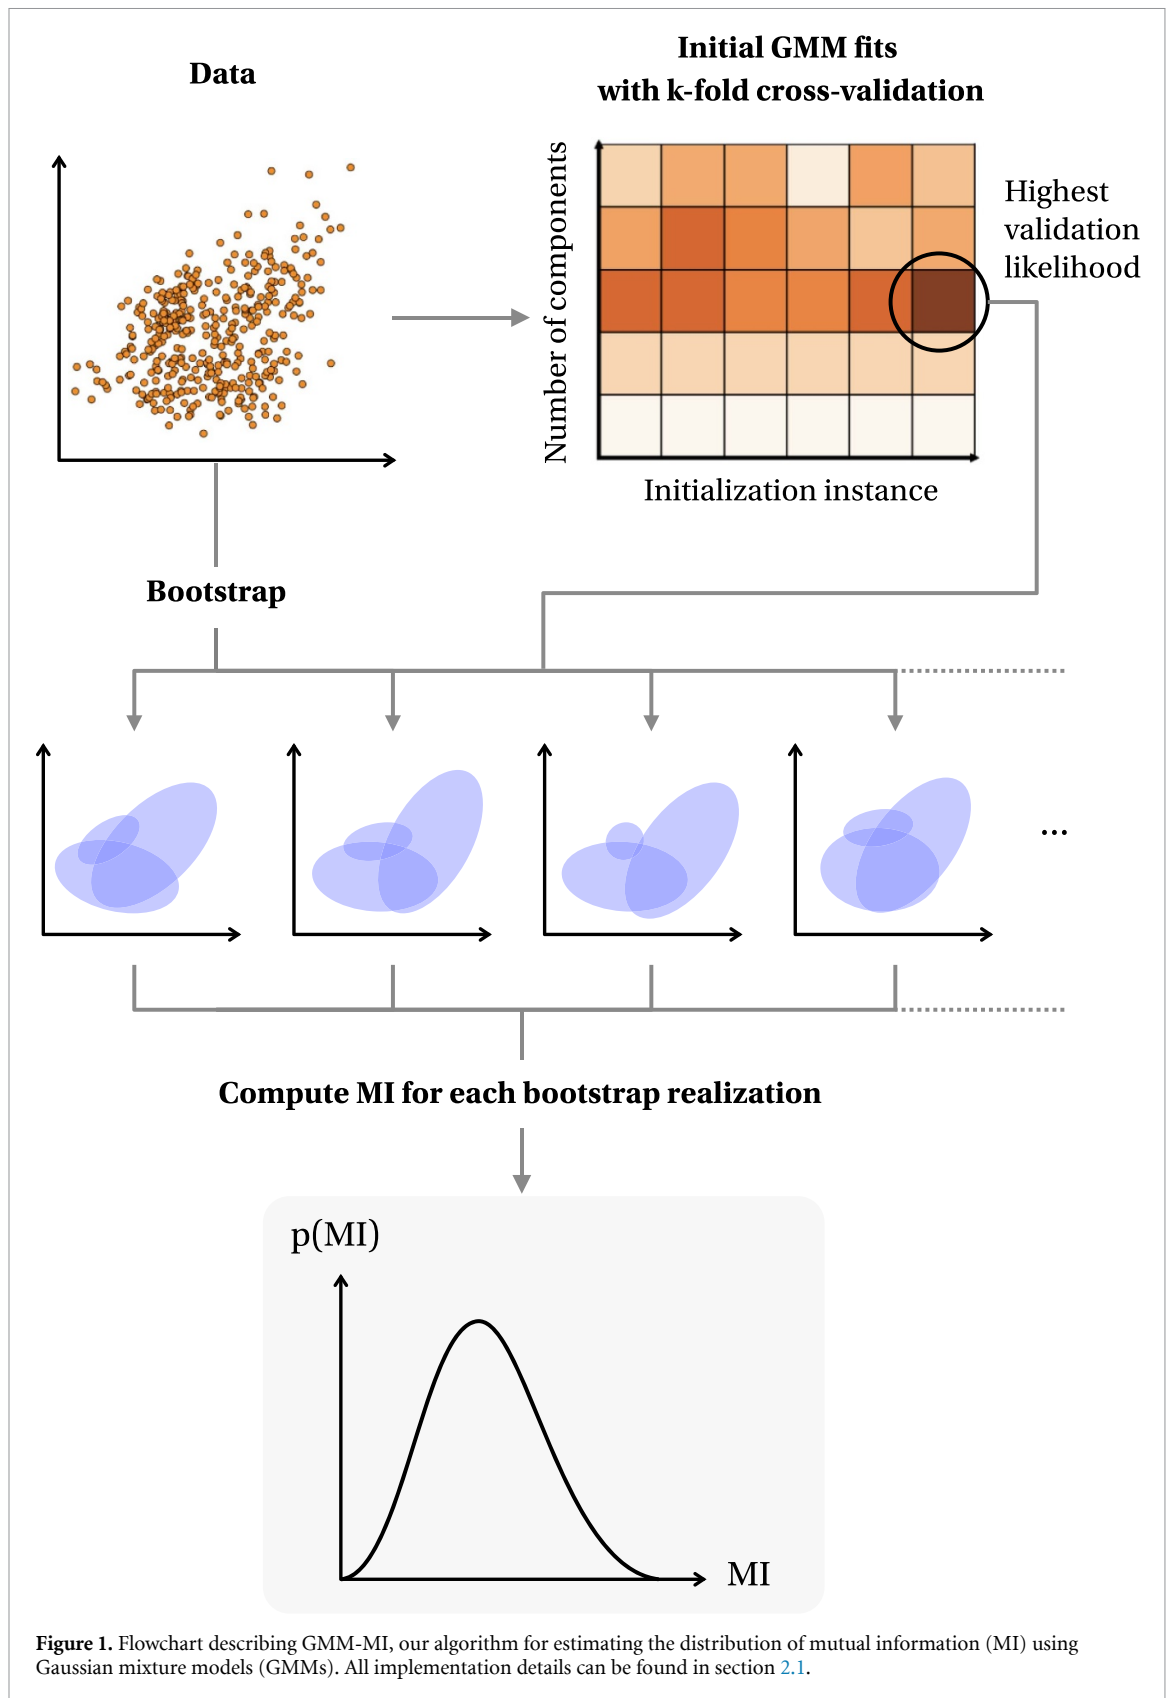 Data
Initial GMM fits
with k-fold cross-validation
Number of components
Highest
validation
likelihood
Initialization instance
Bootstrap
...
Compute MI for each bootstrap realization
p(MI)
MI
Figure 1. Flowchart describing GMM-MI, our algorithm for estimating the distribution of mutual information (MI) using
Gaussian mixture models (GMMs). All implementation details can be found in section 2.1.